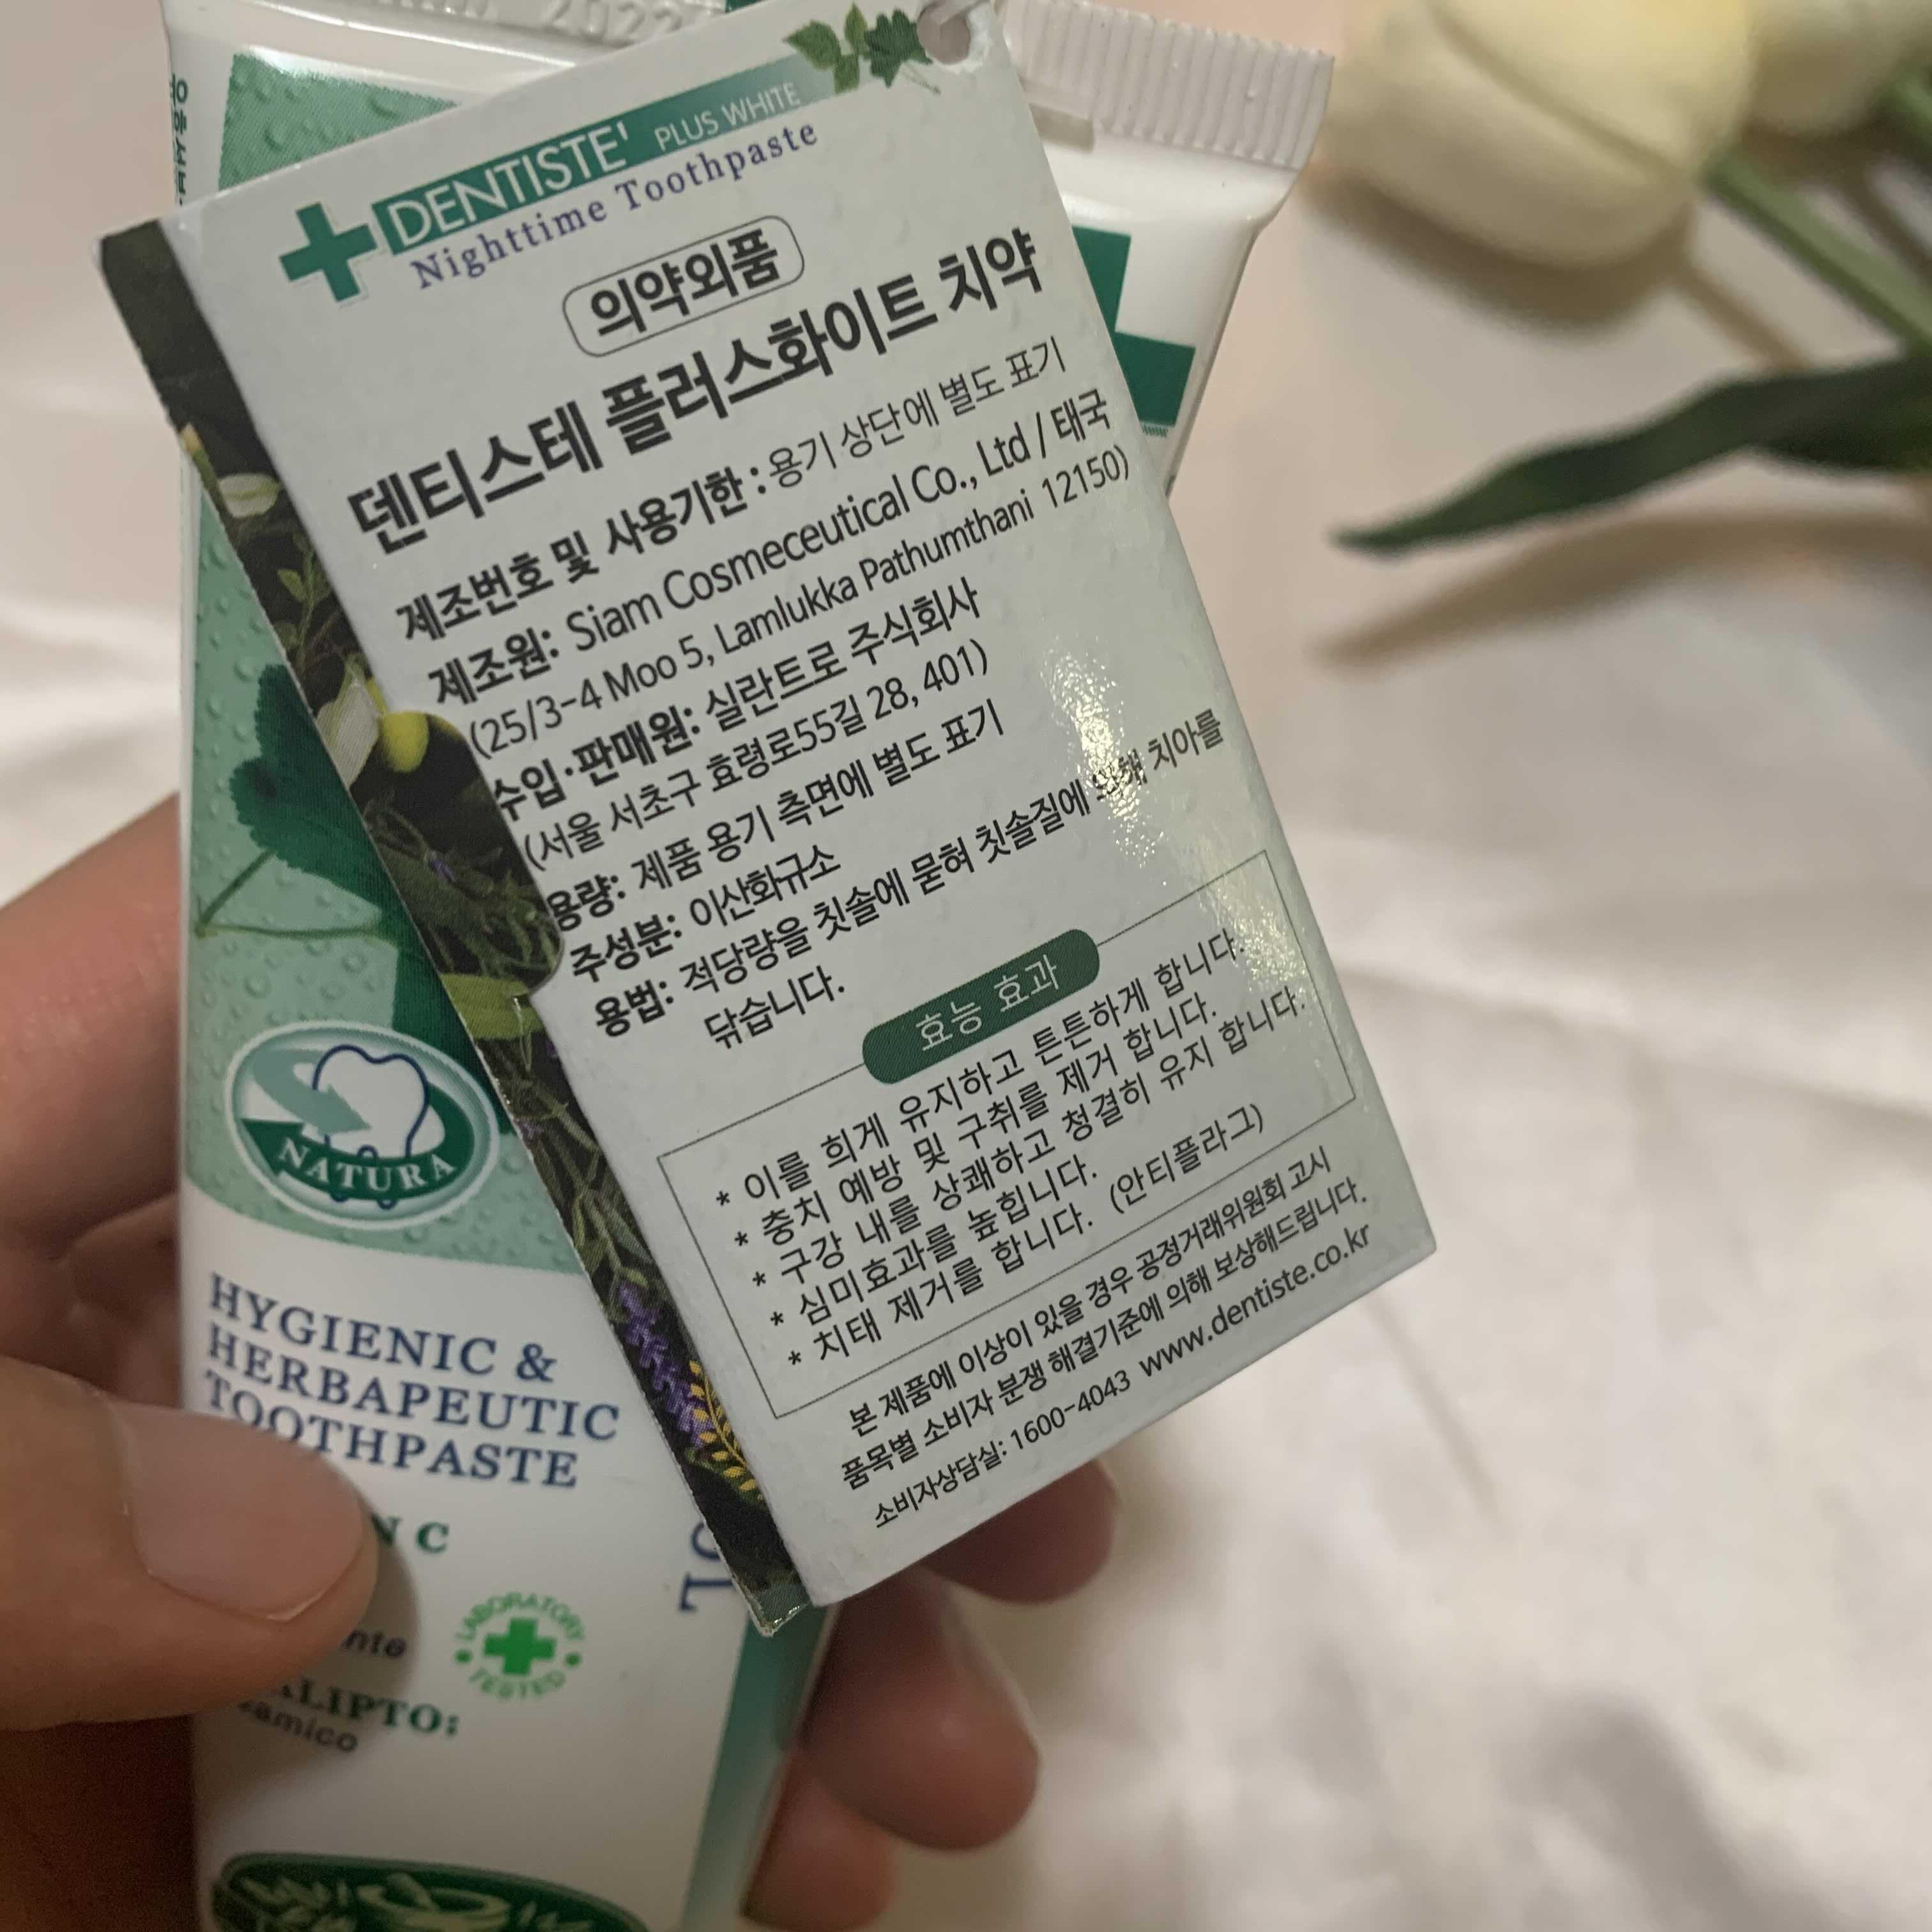 2022
DENTISTE' PLUS WHITE
Nighttime Toothpaste
의약외품
덴티스테 플러스화이트 치약
제조번호 및 사용기한 : 용기 상단에 별도 표기
제조원: Siam Cosmeceutical Co., Ltd / 태국
(25/3-4 Moo 5, Lamlukka Pathumthani 12150)
수입·판매원: 실란트로 주식회사
(서울 서초구 효령로55길 28, 401)
용량: 제품 용기 측면에 별도 표기
주성분: 이산화규소
용법: 적당량을 칫솔에 묻혀 칫솔질에 의해 치아를
닦습니다.
효능 효과
* 이를 희게 유지하고 튼튼하게 합니다.
* 충치 예방 및 구취를 제거 합니다.
* 구강 내를 상쾌하고 청결히 유지 합니다.
* 심미효과를 높힙니다.
* 치태 제거를 합니다. (안티플라그)
본 제품에 이상이 있을 경우 공정거래위원회 고시
품목별 소비자 분쟁 해결기준에 의해 보상해드립니다.
소비자상담실: 1600-4043 www.dentiste.co.kr
NATURA
HYGIENIC &
HERBAPEUTIC
TOOTHPASTE
C
LABORATORY
TESTED